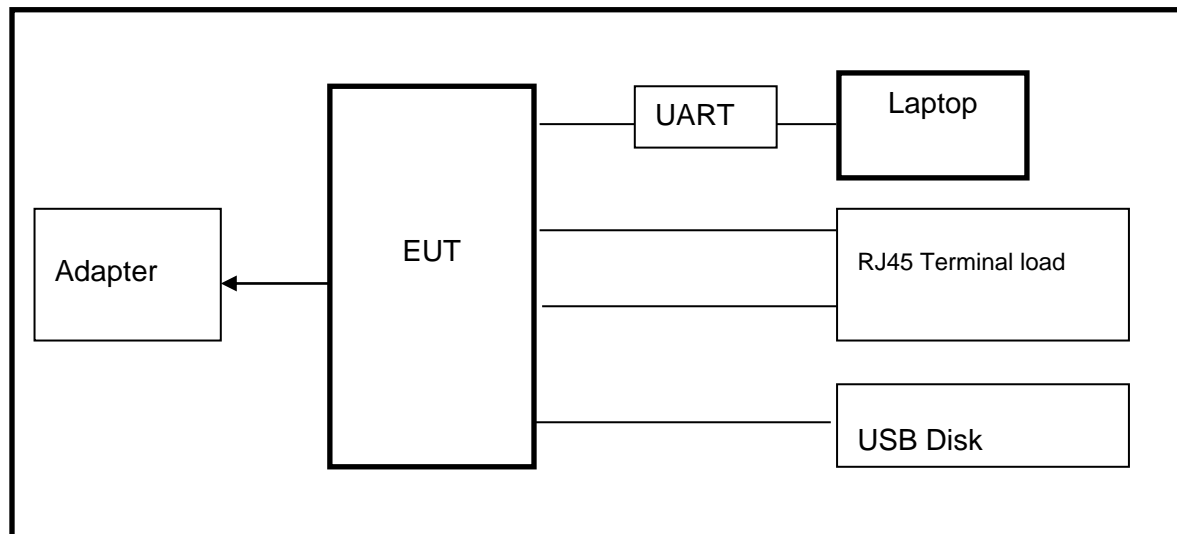 UART
Laptop
Adapter
EUT
RJ45 Terminal load
USB Disk